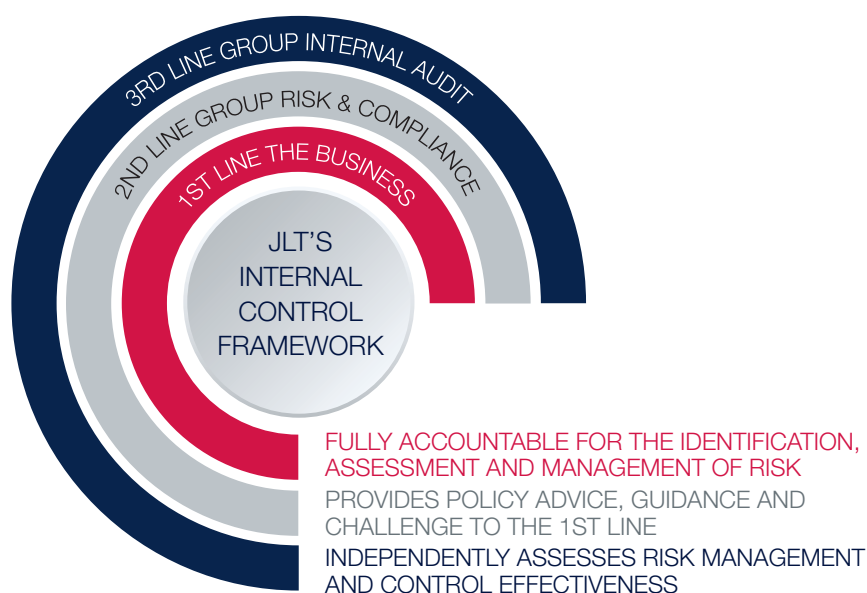 3RD LINE GROUP INTERNAL AUDIT
2ND LINE GROUP RISK & COMPLIANCE
1ST LINE THE BUSINESS
JLT'S
INTERNAL
CONTROL
FRAMEWORK
FULLY ACCOUNTABLE FOR THE IDENTIFICATION,
ASSESSMENT AND MANAGEMENT OF RISK
PROVIDES POLICY ADVICE, GUIDANCE AND
CHALLENGE TO THE 1ST LINE
INDEPENDENTLY ASSESSES RISK MANAGEMENT
AND CONTROL EFFECTIVENESS